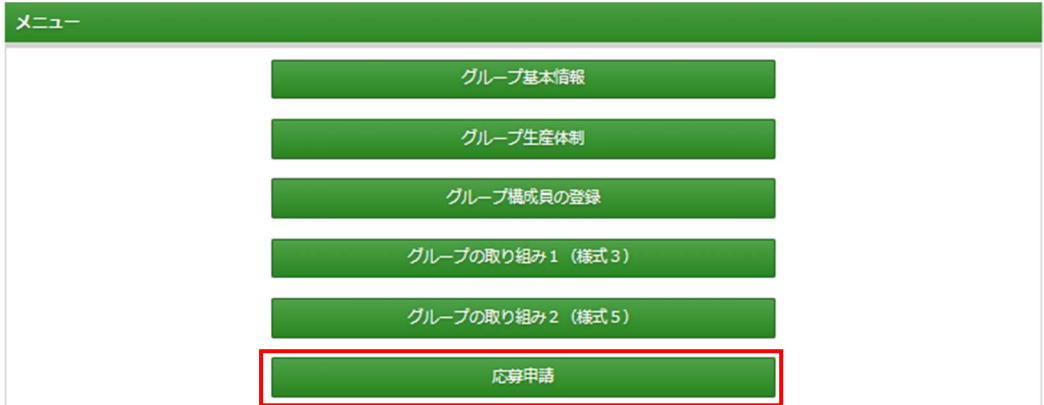 メニュー
グループ基本情報
グループ生産体制
グループ構成員の登録
グループの取り組み１（様式３）
グループの取り組み２（様式５）
応募申請